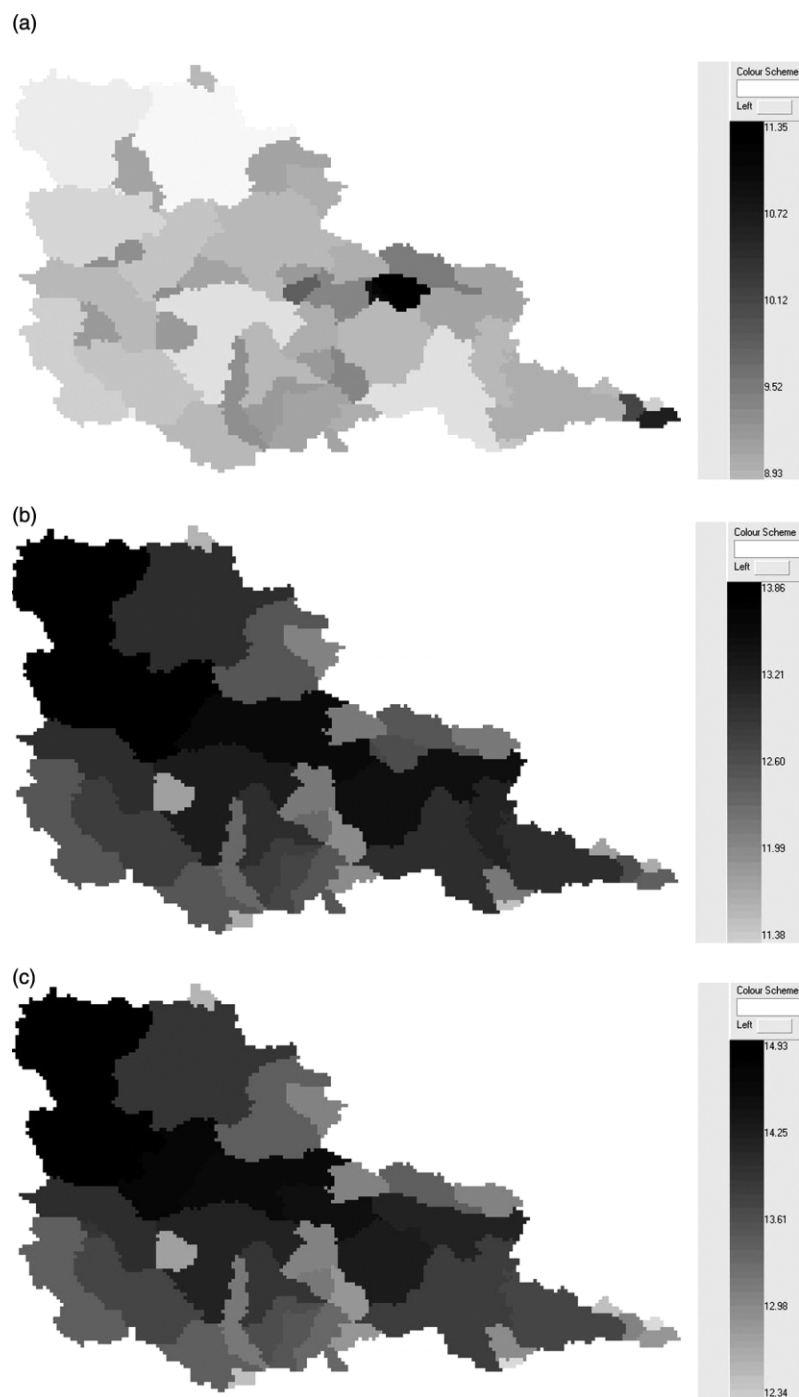 (a)
Colour Scheme
Left
11.35
10.72
10.12
9.52
8.93
(b)
Colour Scheme
Left
13.86
13.21
12.60
11.99
11.38
(c)
Colour Scheme
Left
14.93
14.25
13.61
12.98
12.34